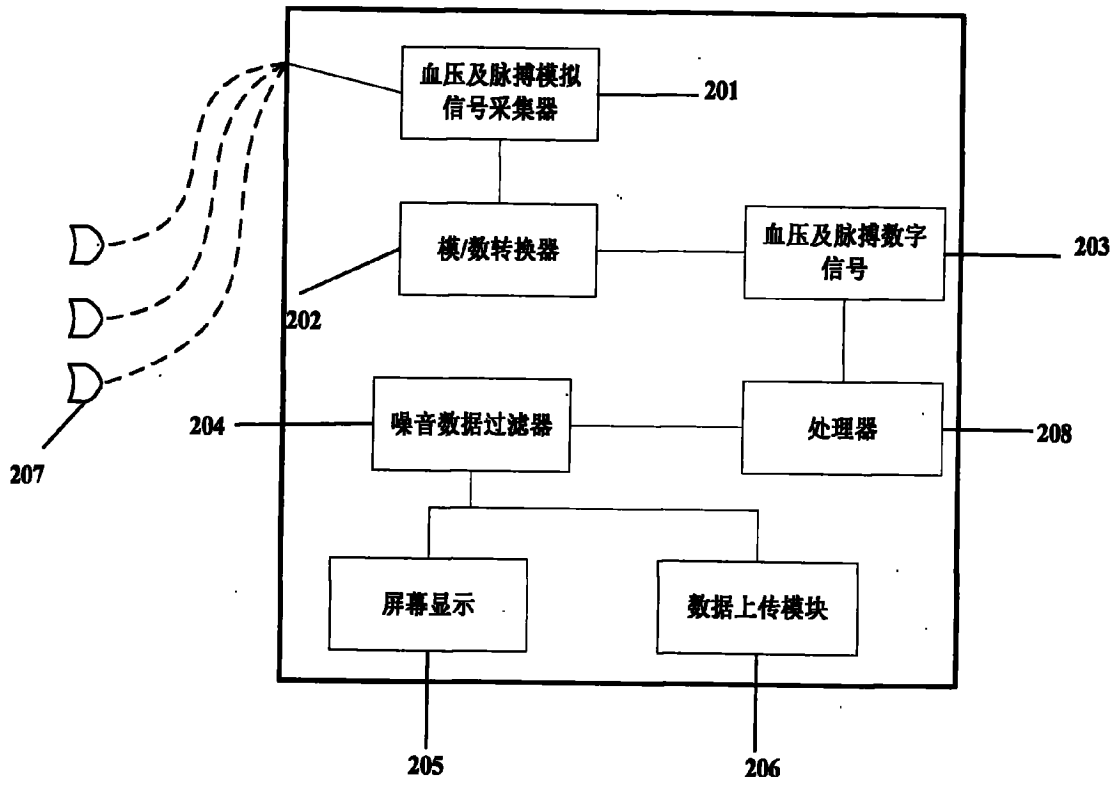 血压及脉搏模拟
信号采集器
201
模/数转换器
202
血压及脉搏数字
信号
203
噪音数据过滤器
204
处理器
208
207
屏幕显示
数据上传模块
205
206